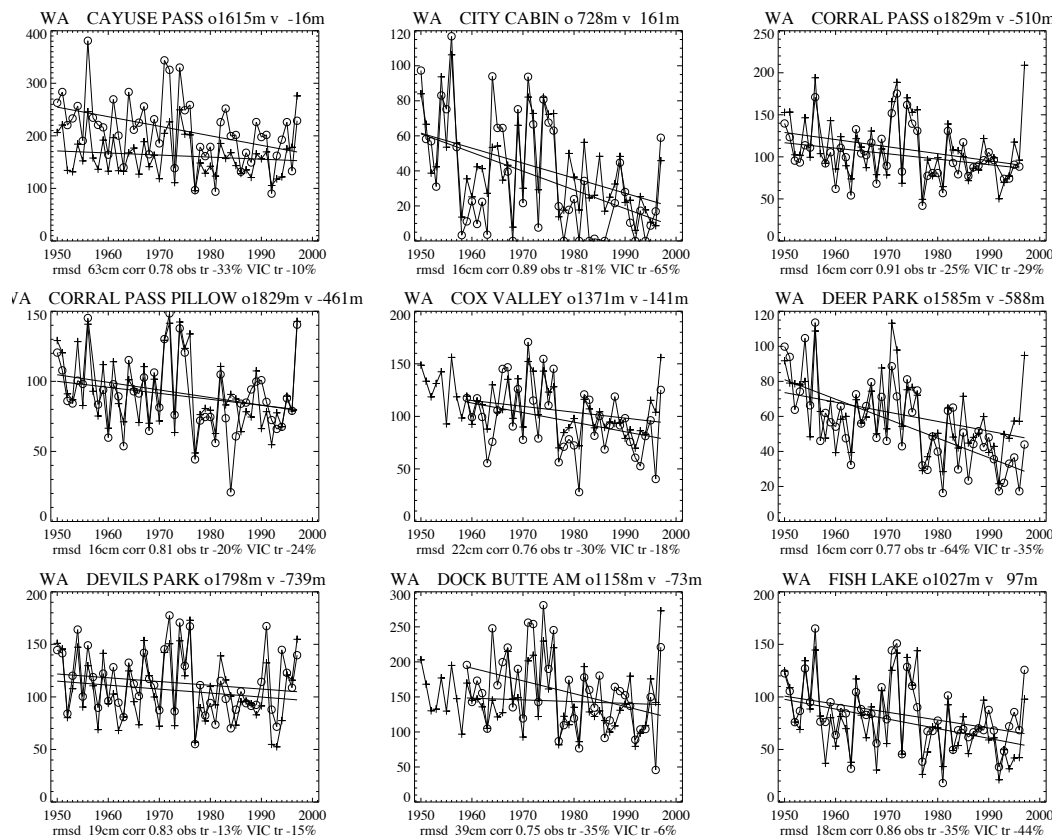 WA CAYUSE PASS o1615m v -16m
400
300
200
100
0
1950 1960 1970 1980 1990 2000
rmsd 63cm corr 0.78 obs tr -33% VIC tr -10%
WA CITY CABIN o 728m v 161m
120
100
80
60
40
20
0
1950 1960 1970 1980 1990 2000
rmsd 16cm corr 0.89 obs tr -81% VIC tr -65%
WA CORRAL PASS o1829m v -510m
250
200
150
100
50
0
1950 1960 1970 1980 1990 2000
rmsd 16cm corr 0.91 obs tr -25% VIC tr -29%
WA CORRAL PASS PILLOW o1829m v -461m
150
100
50
0
1950 1960 1970 1980 1990 2000
rmsd 16cm corr 0.81 obs tr -20% VIC tr -24%
WA COX VALLEY o1371m v -141m
200
150
100
50
0
1950 1960 1970 1980 1990 2000
rmsd 22cm corr 0.76 obs tr -30% VIC tr -18%
WA DEER PARK o1585m v -588m
120
100
80
60
40
20
0
1950 1960 1970 1980 1990 2000
rmsd 16cm corr 0.77 obs tr -64% VIC tr -35%
WA DEVILS PARK o1798m v -739m
200
150
100
50
0
1950 1960 1970 1980 1990 2000
rmsd 19cm corr 0.83 obs tr -13% VIC tr -15%
WA DOCK BUTTE AM o1158m v -73m
300
250
200
150
100
50
0
1950 1960 1970 1980 1990 2000
rmsd 39cm corr 0.75 obs tr -35% VIC tr -6%
WA FISH LAKE o1027m v 97m
200
150
100
50
0
1950 1960 1970 1980 1990 2000
rmsd 18cm corr 0.86 obs tr -35% VIC tr -44%